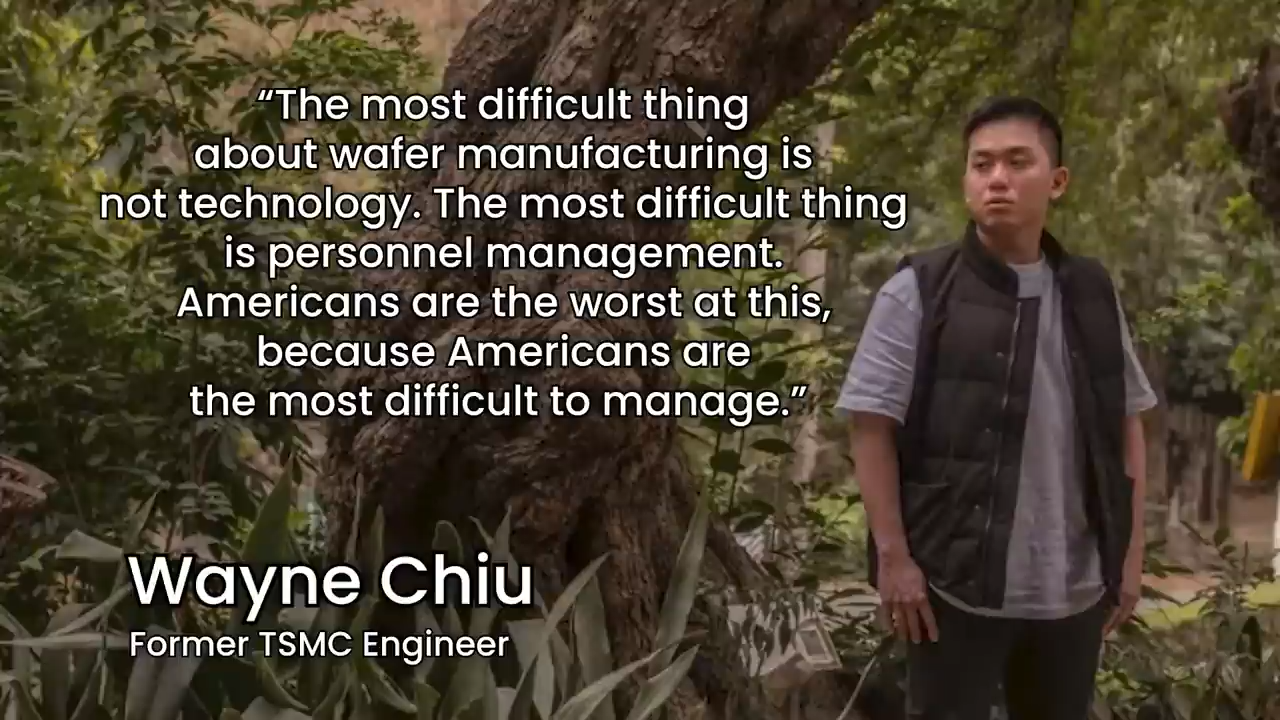 “The most difficult thing
about wafer manufacturing is
not technology. The most difficult thing
is personnel management.
Americans are the worst at this,
because Americans are
the most difficult to manage.”
Wayne Chiu
Former TSMC Engineer